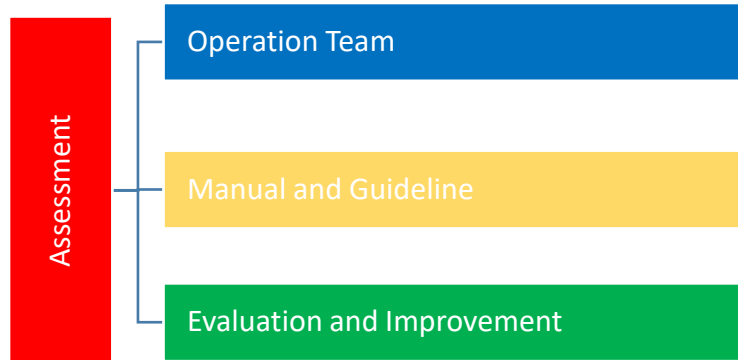 Assessment
Operation Team
Manual and Guideline
Evaluation and Improvement